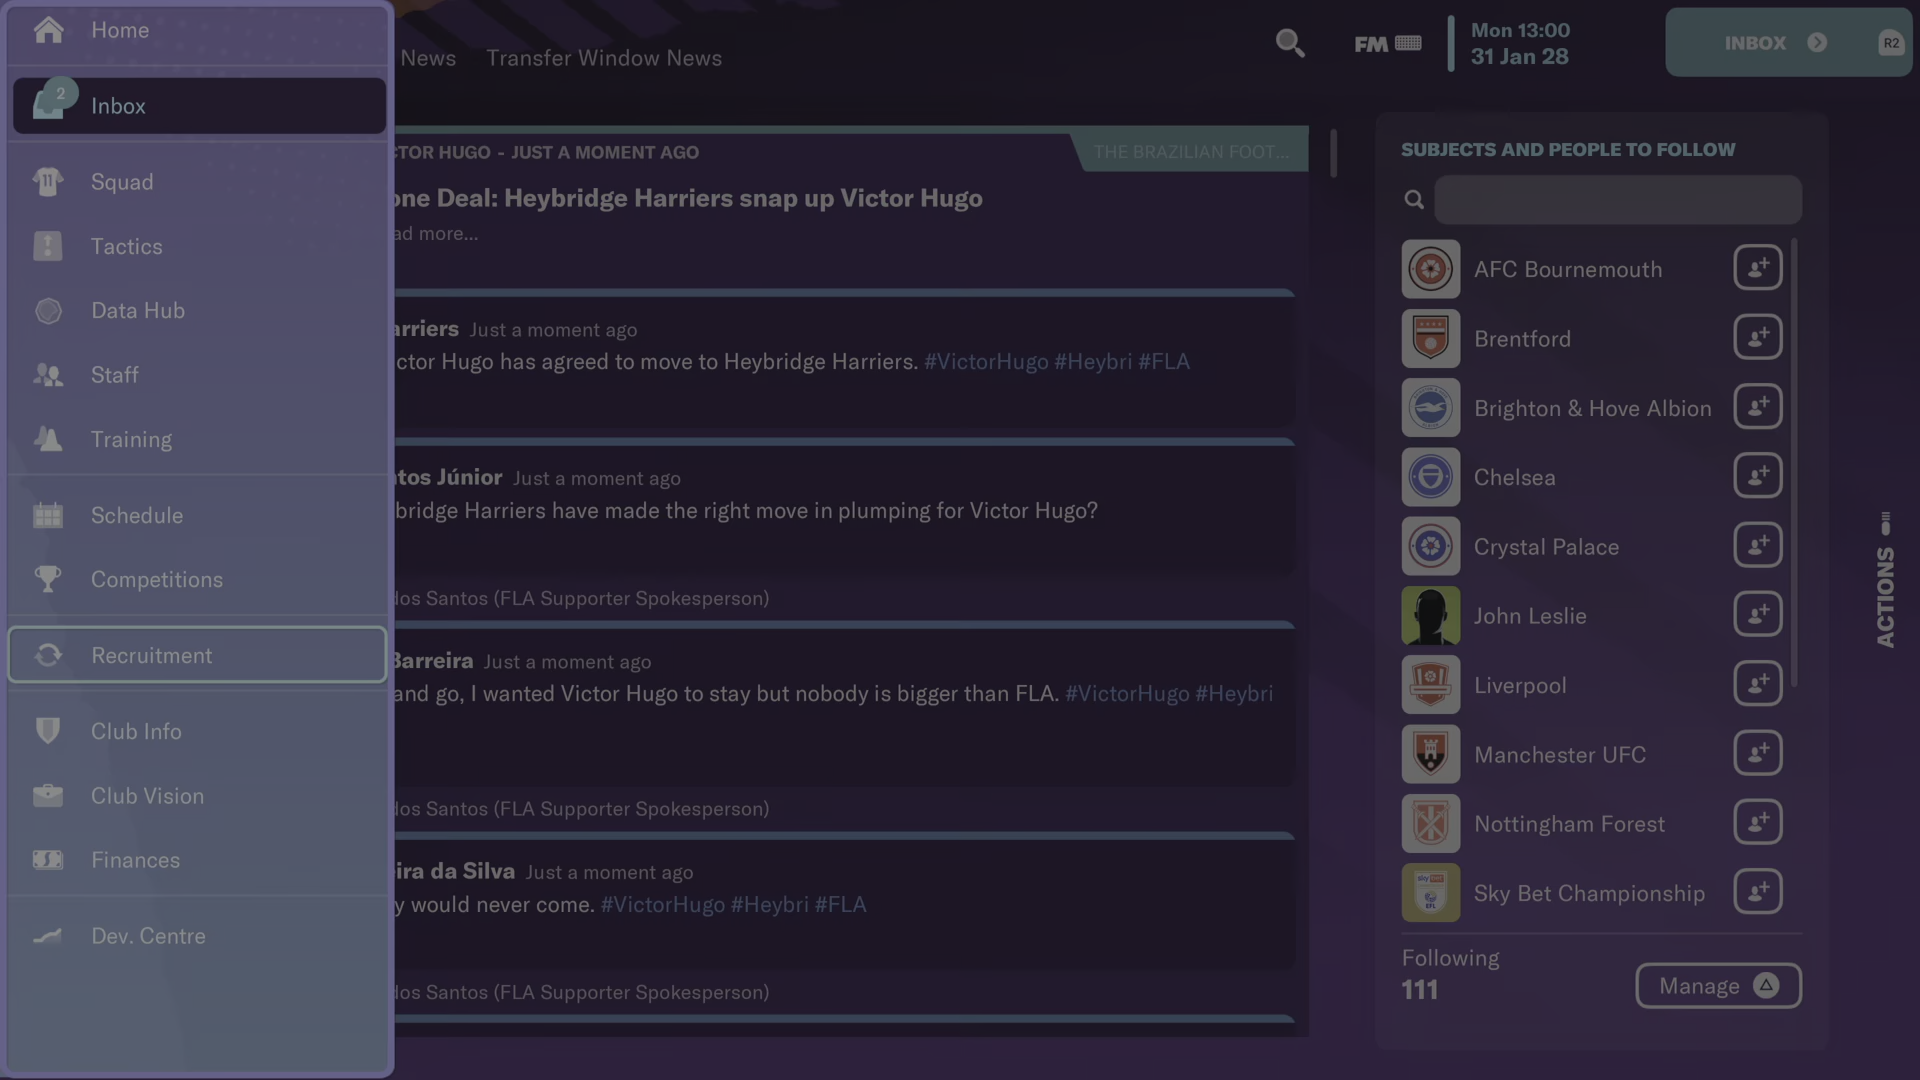 Home
2
Inbox
11
Squad
Tactics
Data Hub
Staff
Training
Schedule
Competitions
Recruitment
Club Info
Club Vision
Finances
Dev. Centre
News
Transfer Window News
FM
Mon 13:00
31 Jan 28
INBOX
R2
CTOR HUGO - JUST A MOMENT AGO
THE BRAZILIAN FOOT...
one Deal: Heybridge Harriers snap up Victor Hugo
ad more...
arriers Just a moment ago
ctor Hugo has agreed to move to Heybridge Harriers. #VictorHugo #Heybri #FLA
tos Júnior Just a moment ago
bridge Harriers have made the right move in plumping for Victor Hugo?
dos Santos (FLA Supporter Spokesperson)
Barreira Just a moment ago
and go, I wanted Victor Hugo to stay but nobody is bigger than FLA. #VictorHugo #Heybri
dos Santos (FLA Supporter Spokesperson)
ira da Silva Just a moment ago
y would never come. #VictorHugo #Heybri #FLA
dos Santos (FLA Supporter Spokesperson)
SUBJECTS AND PEOPLE TO FOLLOW
AFC Bournemouth
Brentford
Brighton & Hove Albion
Chelsea
Crystal Palace
John Leslie
Liverpool
Manchester UFC
Nottingham Forest
sky bet
EFL
Sky Bet Championship
Following
111
Manage
ACTIONS